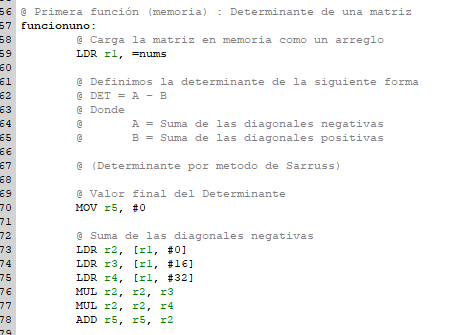 56 @ Primera función (memoria) : Determinante de una matriz
57 funcionuno:
58 @ Carga la matriz en memoria como un arreglo
59 LDR r1, =nums
60
61 @ Definimos la determinante de la siguiente forma
62 @ DET = A - B
63 @ Donde
64 @ A = Suma de las diagonales negativas
65 @ B = Suma de las diagonales positivas
66
67 @ (Determinante por metodo de Sarruss)
68
69 @ Valor final del Determinante
70 MOV r5, #0
71
72 @ Suma de las diagonales negativas
73 LDR r2, [r1, #0]
74 LDR r3, [r1, #16]
75 LDR r4, [r1, #32]
76 MUL r2, r2, r3
77 MUL r2, r2, r4
78 ADD r5, r5, r2
79